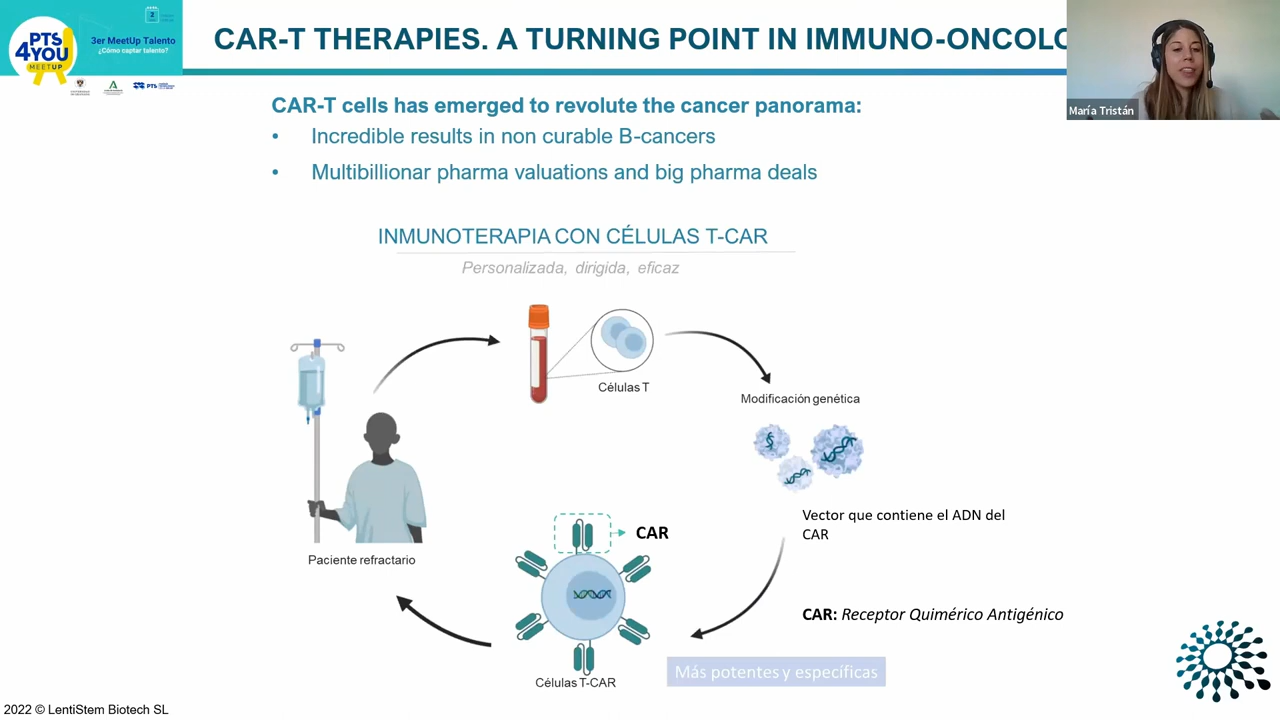 PTS
4YOU
MEETUP
2
3er MeetUp Talento
¿Cómo captar talento?
PTS
CAR-T THERAPIES. A TURNING POINT IN IMMUNO-ONCOLO
María Tristán
CAR-T cells has emerged to revolute the cancer panorama:
• Incredible results in non curable B-cancers
• Multibillionar pharma valuations and big pharma deals
INMUNOTERAPIA CON CÉLULAS T-CAR
Personalizada, dirigida, eficaz
Células T
Modificación genética
Vector que contiene el ADN del
CAR
CAR
Paciente refractario
CAR: Receptor Quimérico Antigénico
Más potentes y específicas
Células T-CAR
2022 © LentiStem Biotech SL